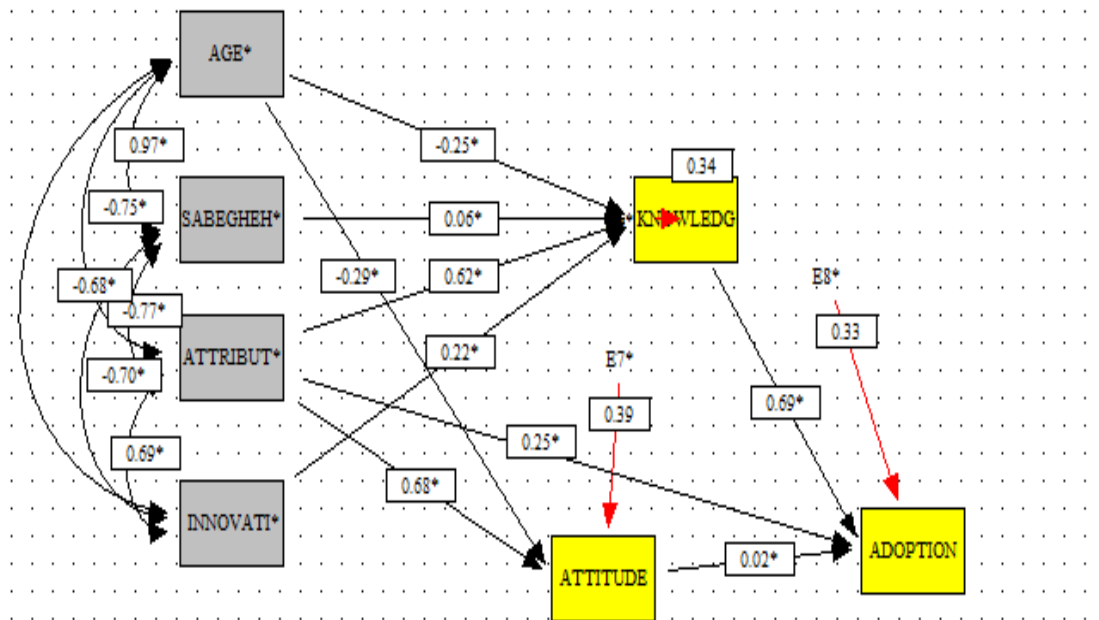 AGE*
0.97*
-0.25*
0.34
-0.75*
SABEGHEH*
0.06*
*KNOWLEDG
-0.68*
-0.77*
-0.29*
0.62*
E8*
0.33
ATTRIBUT*
0.22*
E7*
-0.70*
0.69*
0.39
0.69*
0.25*
0.68*
INNOVATI*
ATTITUDE
0.02*
ADOPTION